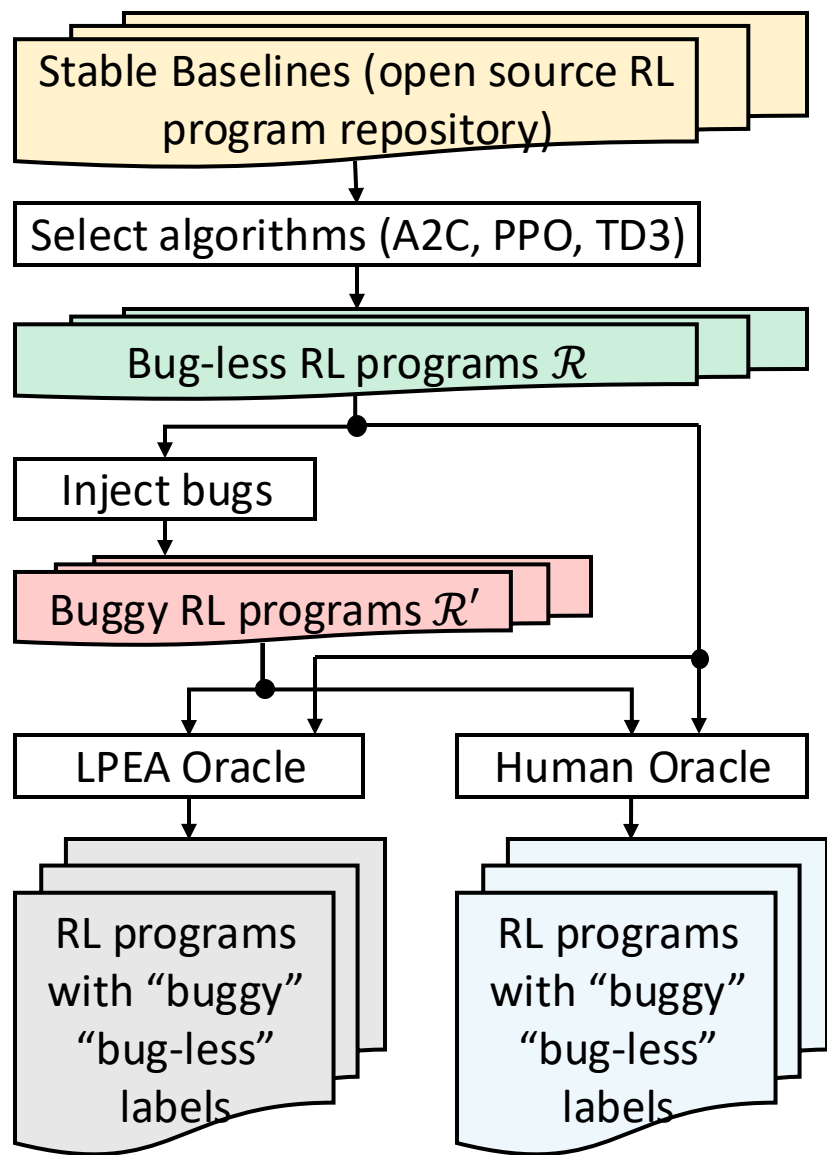 Stable Baselines (open source RL
program repository)
Select algorithms (A2C, PPO, TD3)
Bug-less RL programs ℛ
Inject bugs
Buggy RL programs ℛ′
LPEA Oracle
Human Oracle
RL programs
with “buggy”
“bug-less”
labels
RL programs
with “buggy”
“bug-less”
labels